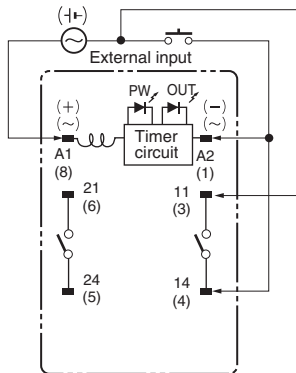 External input
PW OUT
(+)
(~)
(−)
(~)
Timer
circuit
A1
(8)
A2
(1)
21
(6)
11
(3)
24
(5)
14
(4)